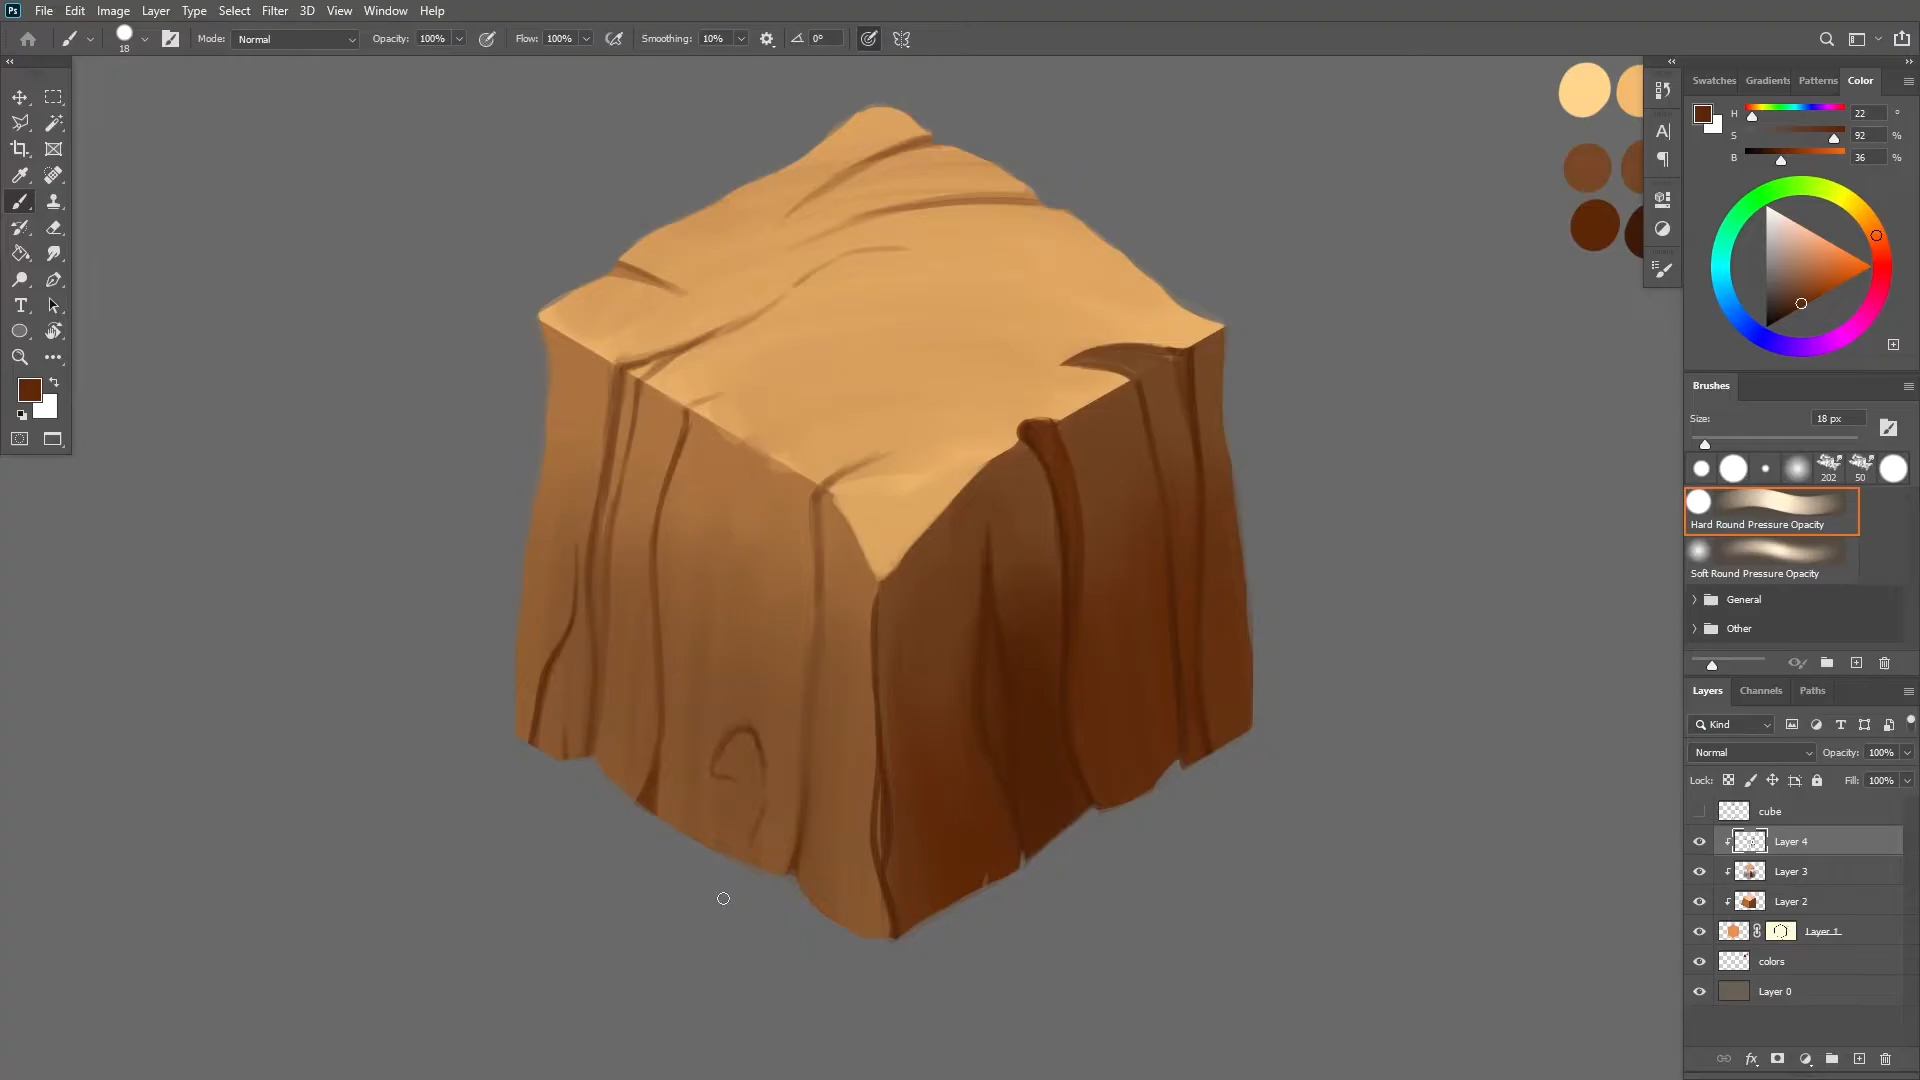 Ps File Edit Image Layer Type Select Filter 3D View Window Help
18 Mode: Normal Opacity: 100% Flow: 100% Smoothing: 10% 0°
Swatches Gradients Patterns Color
H 22 °
S 92 %
B 36 %
Brushes
Size: 18 px
202 50
Hard Round Pressure Opacity
Soft Round Pressure Opacity
General
Other
Layers Channels Paths
Kind
Normal Opacity: 100%
Lock: Fill: 100%
cube
Layer 4
Layer 3
Layer 2
Layer 1
colors
Layer 0
fx